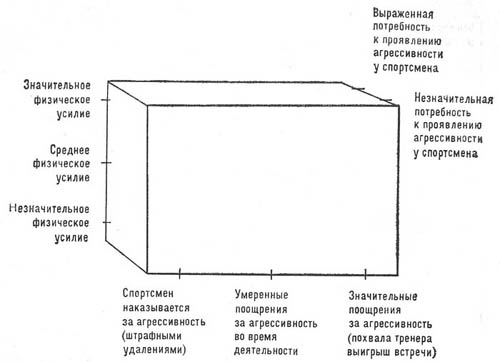 Выраженная
потребность
к проявлению
агрессивности
у спортсмена
Незначительная
потребность
к проявлению
агрессивности
у спортсмена
Значительное
физическое
усилие
Среднее
физическое
усилие
Незначительное
физическое
усилие
Спортсмен
наказывается
за агрессивность
(штрафными
удалениями)
Умеренные
поощрения
за агрессивность
во время
деятельности
Значительные
поощрения
за агрессивность
(похвала тренера
выигрыш встречи)